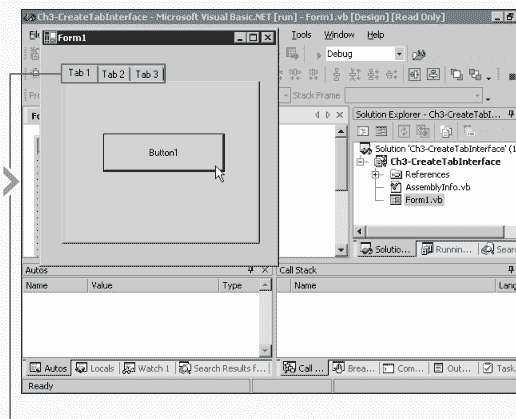 Ch3-CreateTabInterface - Microsoft Visual Basic.NET [run] - Form1.vb [Design] [Read Only]
Form1
Tools Window Help
Debug
Tab 1 Tab 2 Tab 3
Stack Frame
Solution Explorer - Ch3-CreateTabI...
Button1
Solution 'Ch3-CreateTabInterface' (1
Ch3-CreateTabInterface
References
AssemblyInfo.vb
Form1.vb
Solutio... Runnin... Sear
Autos
Call Stack
Name Value Type
Name Lang
Autos Locals Watch 1 Search Results f...
Call ... Brea... Com... Out... Task
Ready